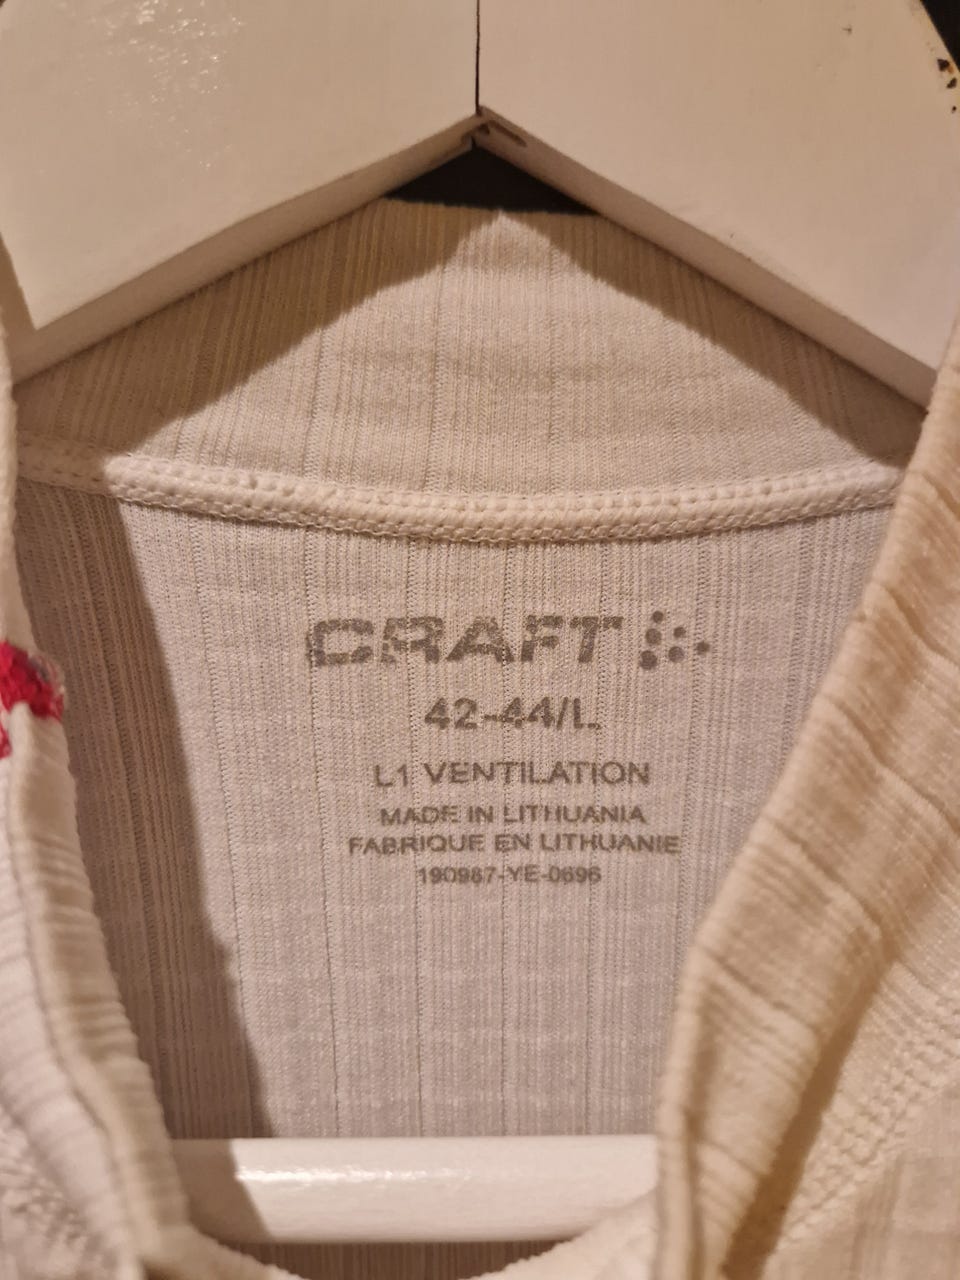 CRAFT
42-44/L
L1 VENTILATION
MADE IN LITHUANIA
FABRIQUE EN LITHUANIE
190987-YE-0696